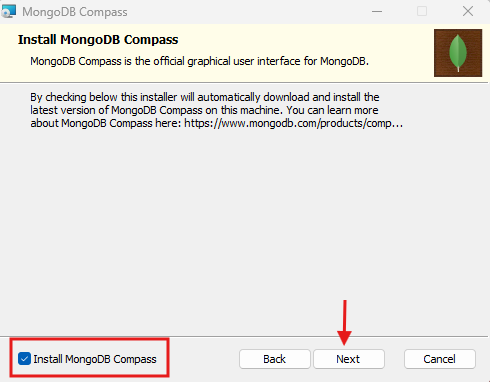 MongoDB Compass
Install MongoDB Compass
MongoDB Compass is the official graphical user interface for MongoDB.
By checking below this installer will automatically download and install the
latest version of MongoDB Compass on this machine. You can learn more
about MongoDB Compass here: https://www.mongodb.com/products/comp...
Install MongoDB Compass
Back
Next
Cancel